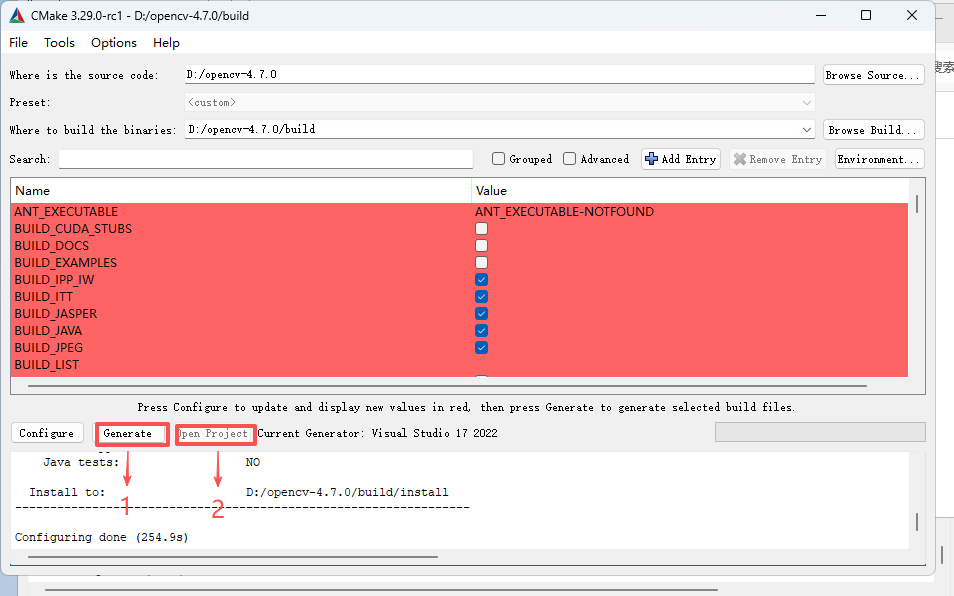 CMake 3.29.0-rc1 - D:/opencv-4.7.0/build
File Tools Options Help
Where is the source code: D:/opencv-4.7.0 Browse Source...
搜索
Preset: <custom>
Where to build the binaries: D:/opencv-4.7.0/build Browse Build...
Search: Grouped Advanced Add Entry Remove Entry Environment...
Name Value
ANT_EXECUTABLE ANT_EXECUTABLE-NOTFOUND
BUILD_CUDA_STUBS
BUILD_DOCS
BUILD_EXAMPLES
BUILD_IPP_IW
BUILD_ITT
BUILD_JASPER
BUILD_JAVA
BUILD_JPEG
BUILD_LIST
Press Configure to update and display new values in red, then press Generate to generate selected build files.
Configure Generate Open Project Current Generator: Visual Studio 17 2022
Java tests: NO
Install to: D:/opencv-4.7.0/build/install
1 2
-----------------------------------------------------------------
Configuring done (254.9s)